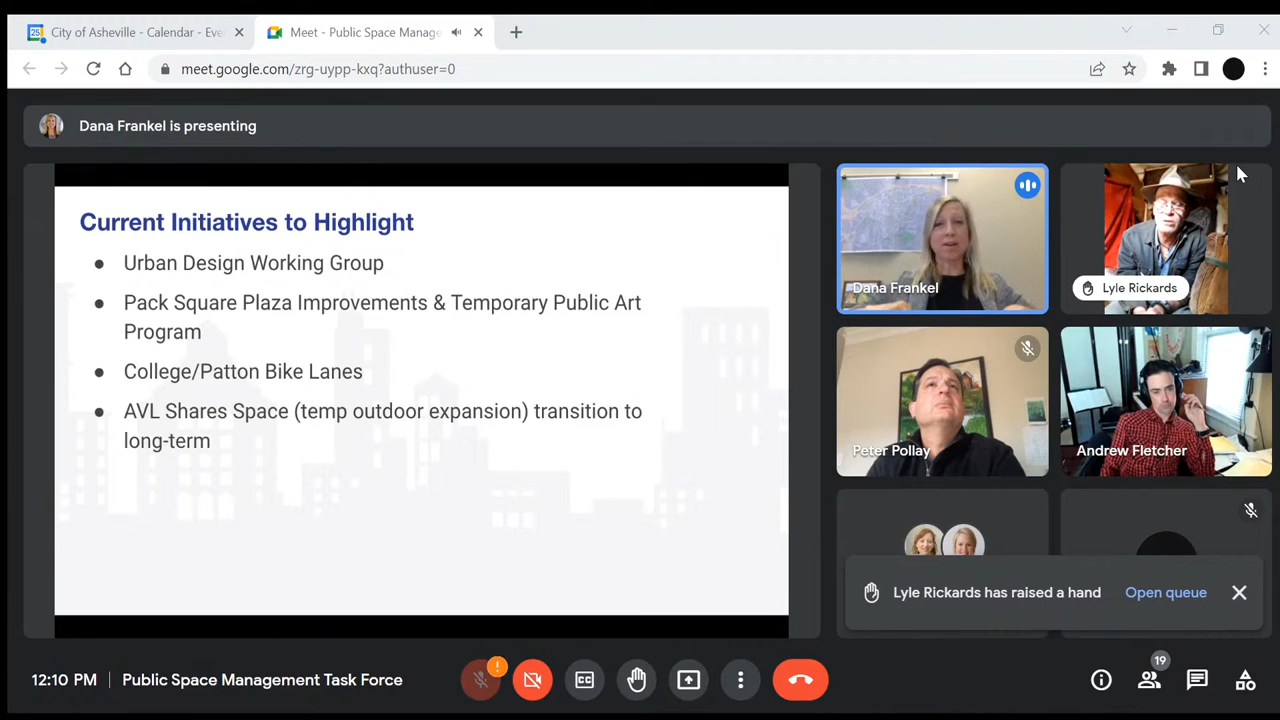 City of Asheville - Calendar - Eve
Meet - Public Space Manage
meet.google.com/zrg-uypp-kxq?authuser=0
Dana Frankel is presenting
Current Initiatives to Highlight
● Urban Design Working Group
● Pack Square Plaza Improvements & Temporary Public Art
Program
● College/Patton Bike Lanes
● AVL Shares Space (temp outdoor expansion) transition to
long-term
Dana Frankel
Lyle Rickards
Peter Pollay
Andrew Fletcher
Lyle Rickards has raised a hand
Open queue
12:10 PM | Public Space Management Task Force
!
CC
19
25